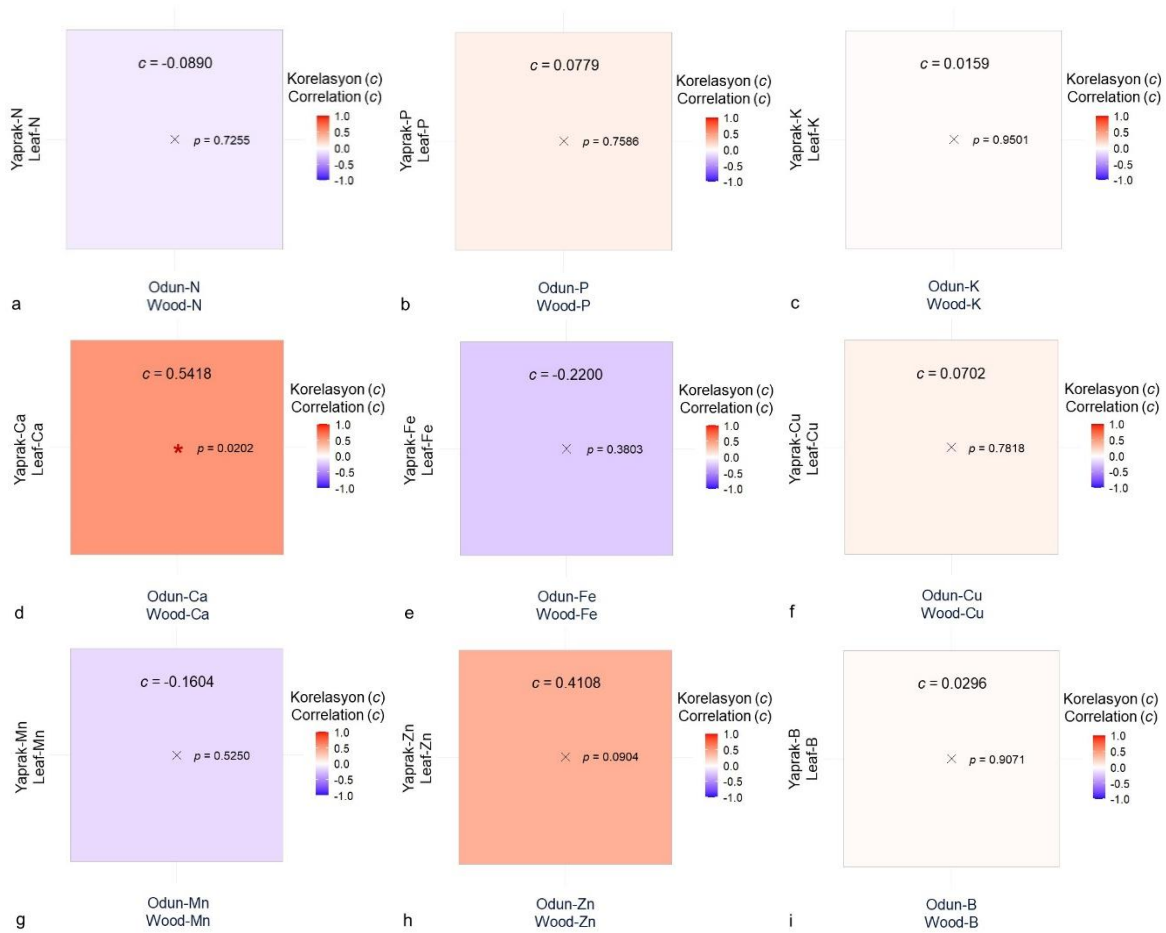 c = -0.0890
p = 0.7255
Yaprak-N
Leaf-N
Korelasyon (c)
Correlation (c)
1.0
0.5
0.0
-0.5
-1.0
Odun-N
Wood-N
a
c = 0.0779
p = 0.7586
Yaprak-P
Leaf-P
Korelasyon (c)
Correlation (c)
1.0
0.5
0.0
-0.5
-1.0
Odun-P
Wood-P
b
c = 0.0159
p = 0.9501
Yaprak-K
Leaf-K
Korelasyon (c)
Correlation (c)
1.0
0.5
0.0
-0.5
-1.0
Odun-K
Wood-K
c
c = 0.5418
* p = 0.0202
Yaprak-Ca
Leaf-Ca
Korelasyon (c)
Correlation (c)
1.0
0.5
0.0
-0.5
-1.0
Odun-Ca
Wood-Ca
d
c = -0.2200
p = 0.3803
Yaprak-Fe
Leaf-Fe
Korelasyon (c)
Correlation (c)
1.0
0.5
0.0
-0.5
-1.0
Odun-Fe
Wood-Fe
e
c = 0.0702
p = 0.7818
Yaprak-Cu
Leaf-Cu
Korelasyon (c)
Correlation (c)
1.0
0.5
0.0
-0.5
-1.0
Odun-Cu
Wood-Cu
f
c = -0.1604
p = 0.5250
Yaprak-Mn
Leaf-Mn
Korelasyon (c)
Correlation (c)
1.0
0.5
0.0
-0.5
-1.0
Odun-Mn
Wood-Mn
g
c = 0.4108
p = 0.0904
Yaprak-Zn
Leaf-Zn
Korelasyon (c)
Correlation (c)
1.0
0.5
0.0
-0.5
-1.0
Odun-Zn
Wood-Zn
h
c = 0.0296
p = 0.9071
Yaprak-B
Leaf-B
Korelasyon (c)
Correlation (c)
1.0
0.5
0.0
-0.5
-1.0
Odun-B
Wood-B
i